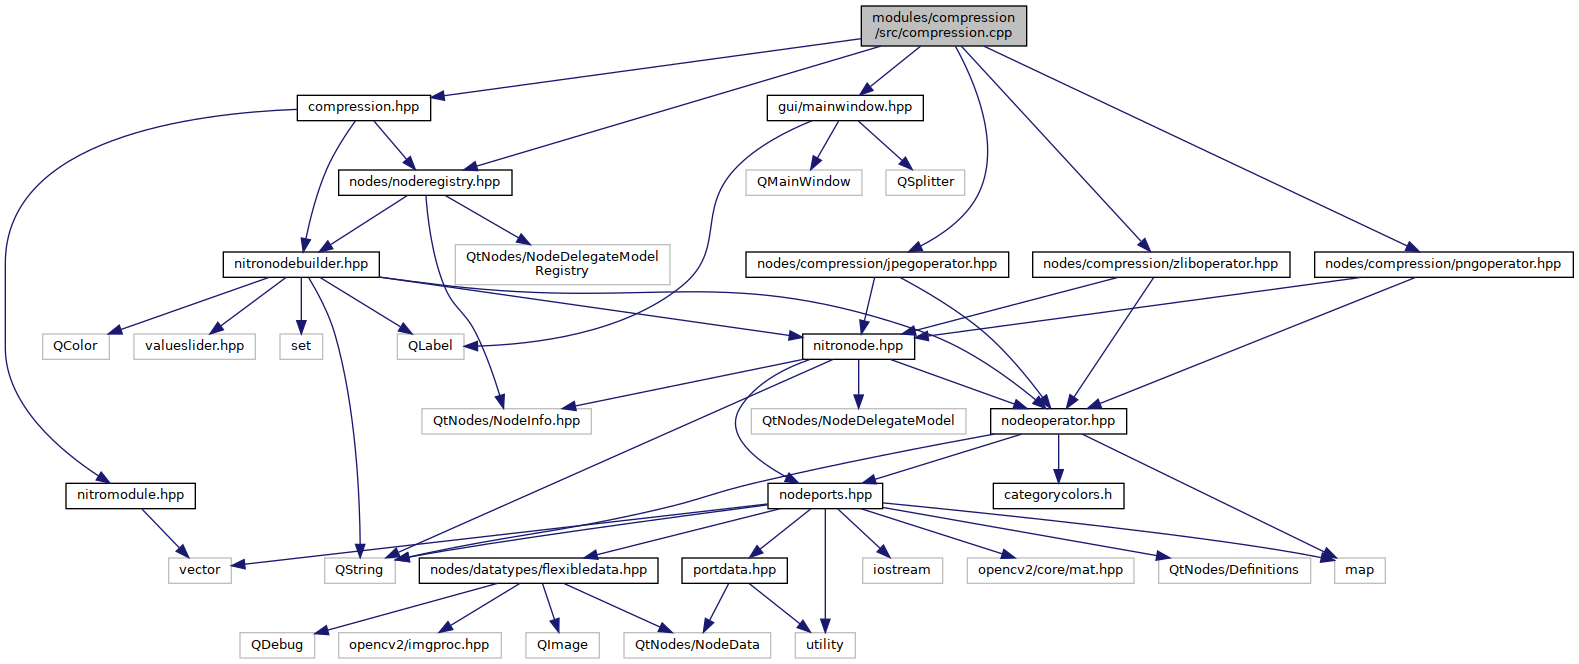 modules/compression
/src/compression.cpp
compression.hpp
gui/mainwindow.hpp
nodes/noderegistry.hpp
QMainWindow
QSplitter
nitronodebuilder.hpp
QtNodes/NodeDelegateModel
Registry
nodes/compression/jpegoperator.hpp
nodes/compression/zliboperator.hpp
nodes/compression/pngoperator.hpp
QColor
valueslider.hpp
set
QLabel
nitronode.hpp
QtNodes/NodeInfo.hpp
QtNodes/NodeDelegateModel
nodeoperator.hpp
nitromodule.hpp
nodeports.hpp
categorycolors.h
vector
QString
nodes/datatypes/flexibledata.hpp
portdata.hpp
iostream
opencv2/core/mat.hpp
QtNodes/Definitions
map
QDebug
opencv2/imgproc.hpp
QImage
QtNodes/NodeData
utility